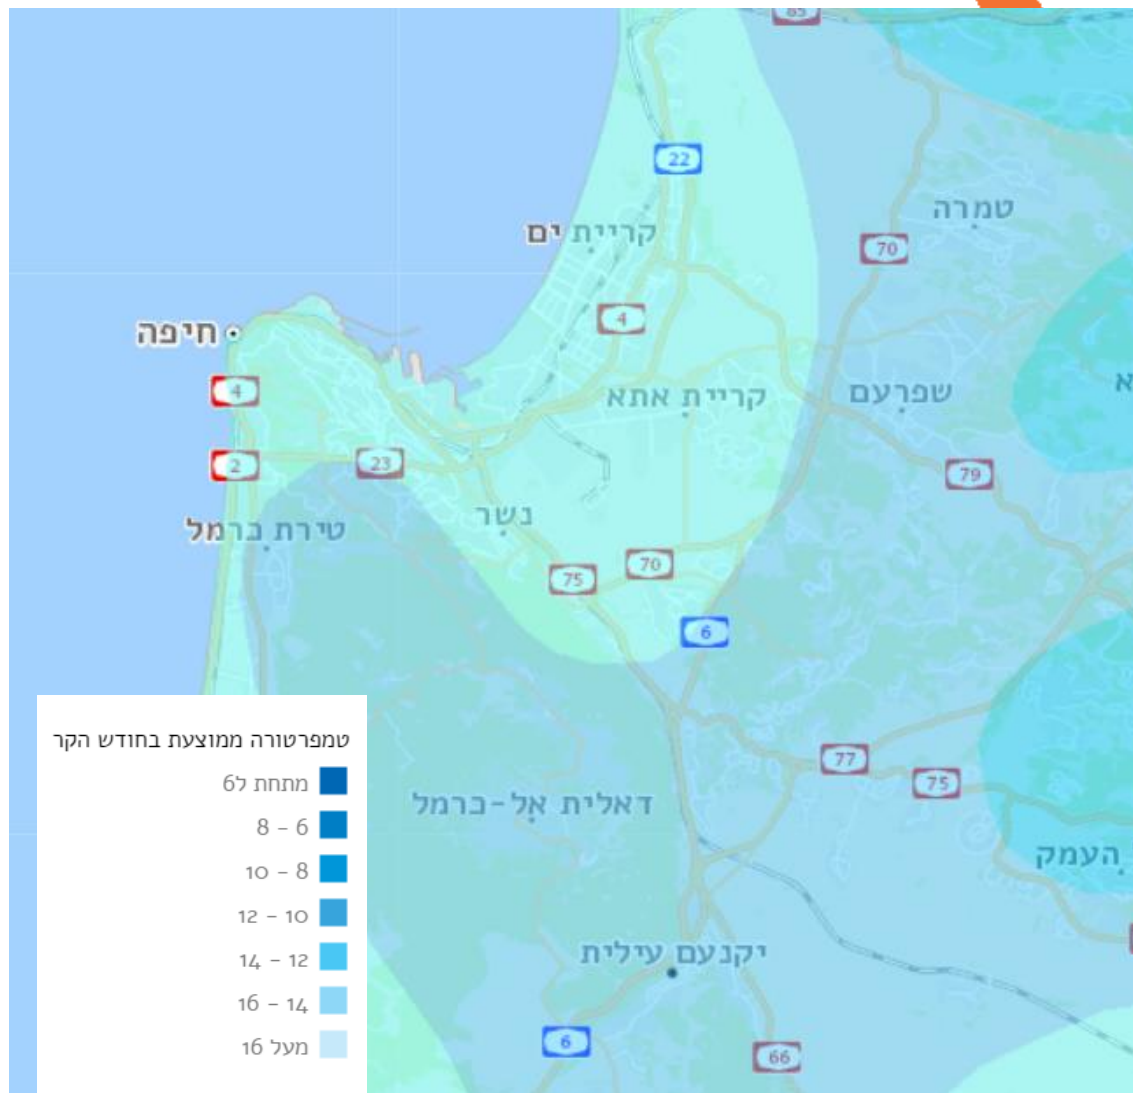 85
22
טמרה
קריית ים
70
4
חיפה
4
קריית אתא
שפרעם
א
2
23
79
נשר
טירת כרמל
75
70
6
טמפרטורה ממוצעת בחודש הקר
מתחת ל6
6 - 8
8 - 10
10 - 12
12 - 14
14 - 16
מעל 16
77
75
דאלית אל-כרמל
העמק
יקנעם עילית
6
66